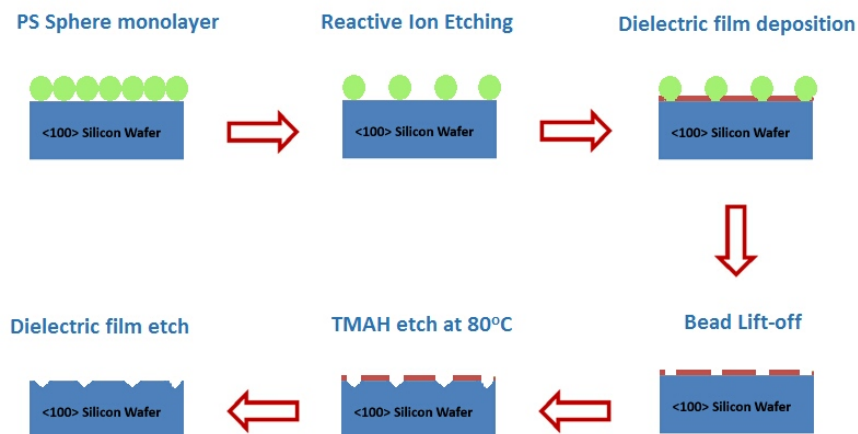 PS Sphere monolayer
Reactive Ion Etching
Dielectric film deposition
<100> Silicon Wafer
<100> Silicon Wafer
<100> Silicon Wafer
Dielectric film etch
TMAH etch at 80°C
Bead Lift-off
<100> Silicon Wafer
<100> Silicon Wafer
<100> Silicon Wafer